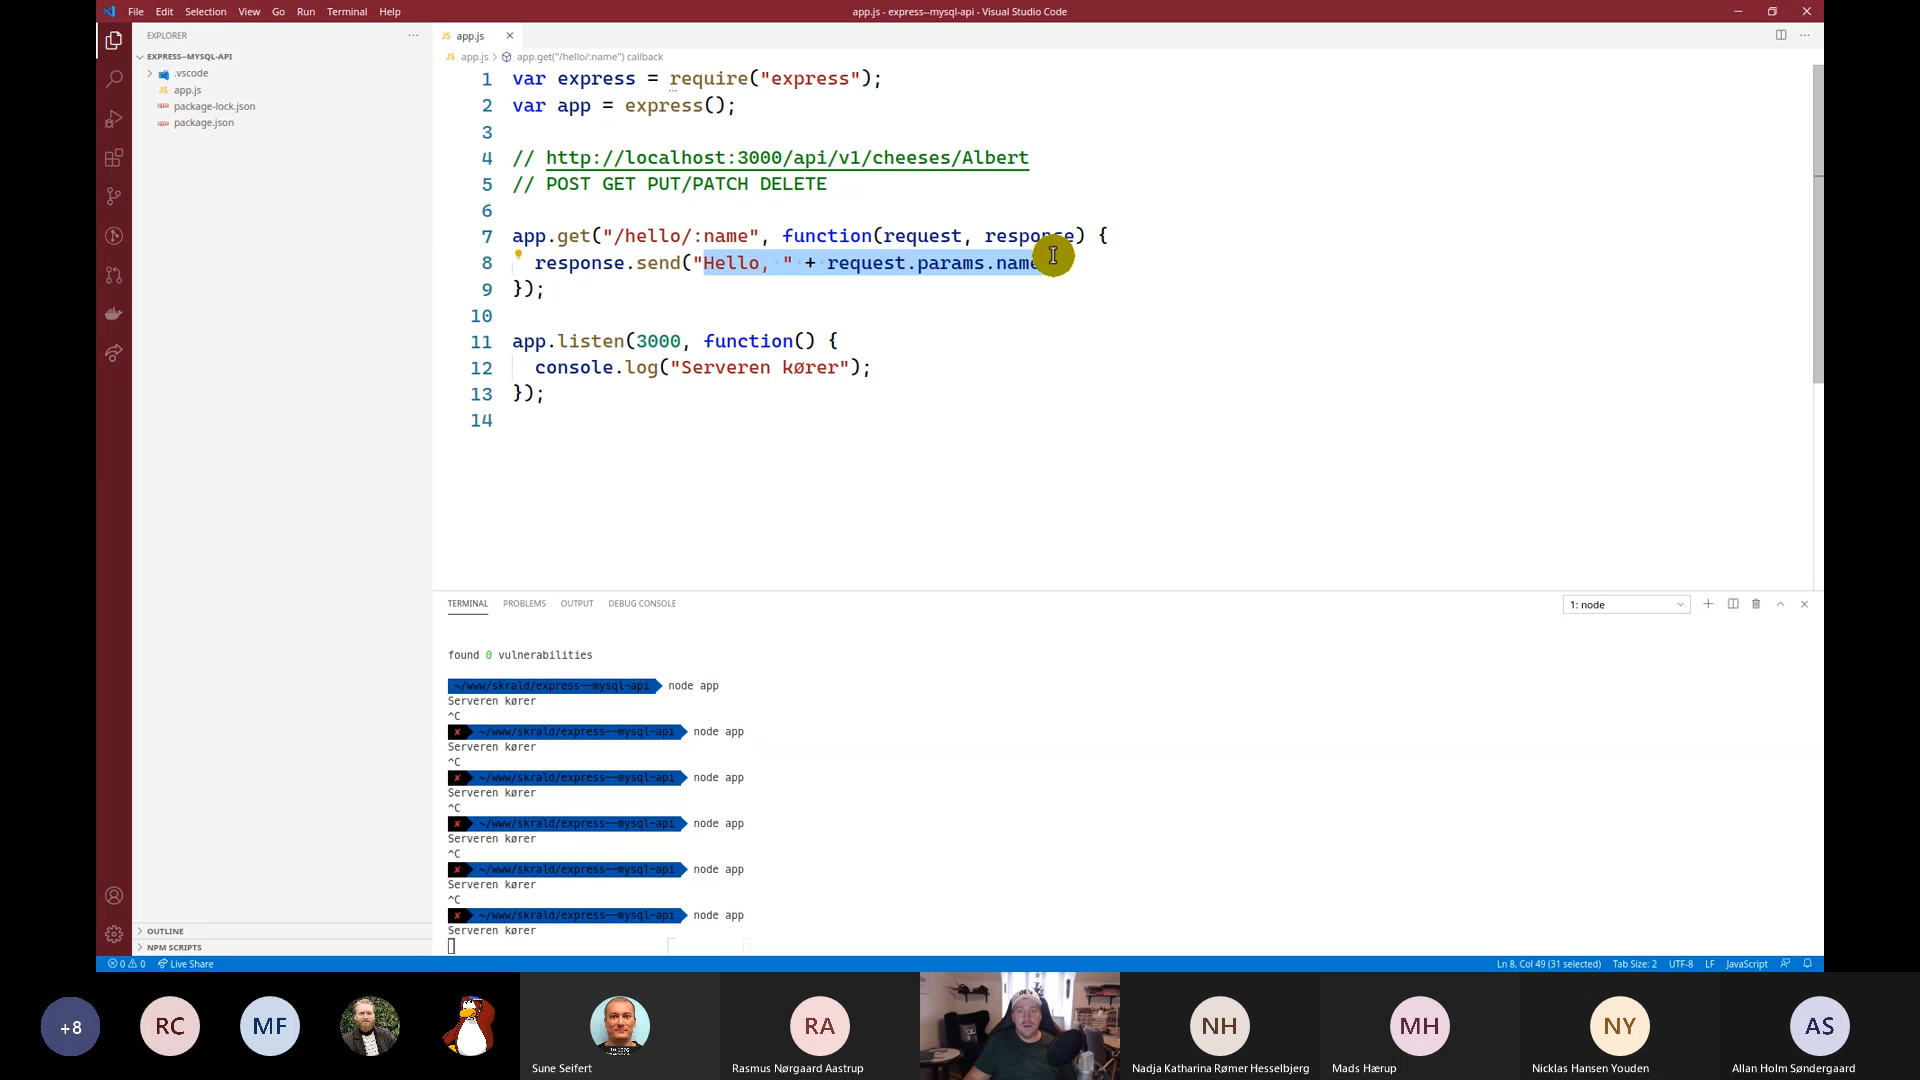 File Edit Selection View Go Run Terminal Help
app.js - express--mysql-api - Visual Studio Code
EXPLORER
EXPRESS--MYSQL-API
.vscode
JS app.js
package-lock.json
package.json
OUTLINE
NPM SCRIPTS
JS app.js
JS app.js > app.get("/hello/:name") callback
1 var express = require("express");
2 var app = express();
3
4 // http://localhost:3000/api/v1/cheeses/Albert
5 // POST GET PUT/PATCH DELETE
6
7 app.get("/hello/:name", function(request, response) {
8 response.send("Hello, " + request.params.name
9 });
10
11 app.listen(3000, function() {
12 console.log("Serveren kører");
13 });
14
TERMINAL PROBLEMS OUTPUT DEBUG CONSOLE
1: node
found 0 vulnerabilities
~/www/skrald/express--mysql-api node app
Serveren kører
^C
✘ ~/www/skrald/express--mysql-api node app
Serveren kører
^C
✘ ~/www/skrald/express--mysql-api node app
Serveren kører
^C
✘ ~/www/skrald/express--mysql-api node app
Serveren kører
^C
✘ ~/www/skrald/express--mysql-api node app
Serveren kører
^C
✘ ~/www/skrald/express--mysql-api node app
Serveren kører
0 0 Live Share
Ln 8, Col 49 (31 selected) Tab Size: 2 UTF-8 LF JavaScript
+8 RC MF RA NH MH NY AS
Sune Seifert Rasmus Nørgaard Aastrup Nadja Katharina Rømer Hesselbjerg Mads Hærup Nicklas Hansen Youden Allan Holm Søndergaard